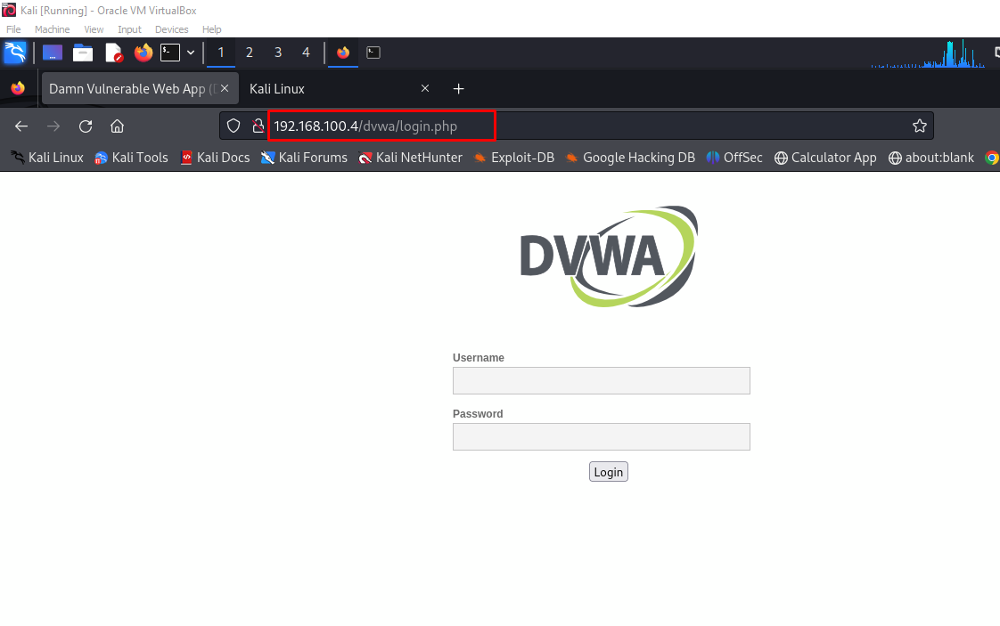 Kali [Running] - Oracle VM VirtualBox
File Machine View Input Devices Help
1 2 3 4
Damn Vulnerable Web App (D Kali Linux
192.168.100.4/dvwa/login.php
Kali Linux Kali Tools Kali Docs Kali Forums Kali NetHunter Exploit-DB Google Hacking DB OffSec Calculator App about:blank
DVWA
Username
Password
Login